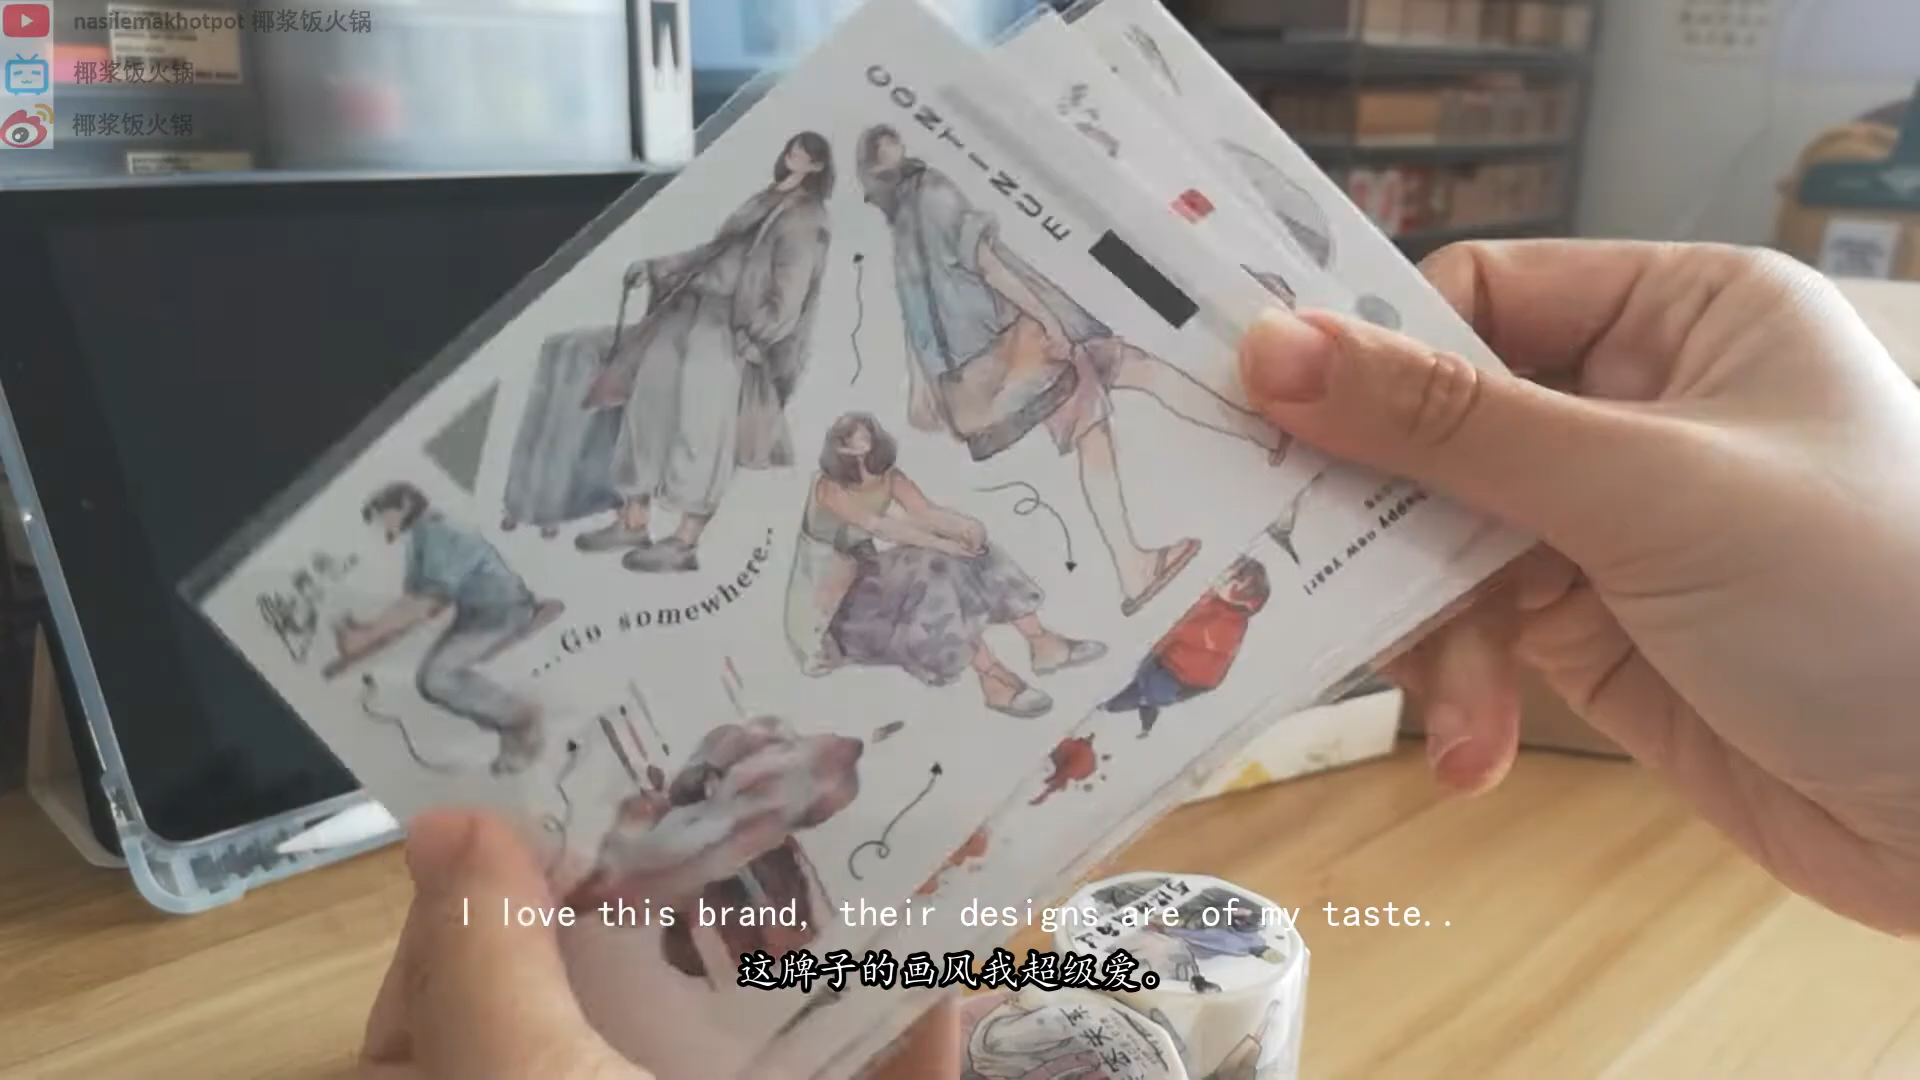 nasilemakhotpot 椰浆饭火锅
椰浆饭火锅
椰浆饭火锅
CONTINUE
...Go somewhere...
happy new year!
I love this brand, their designs are of my taste..
这牌子的画风我超级爱。